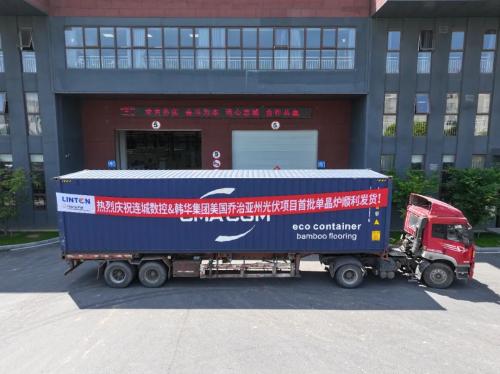 LINTON
热烈庆祝连城数控&韩华集团美国乔治亚州光伏项目首批单晶炉顺利发货！
CMA CGM
eco container
bamboo flooring